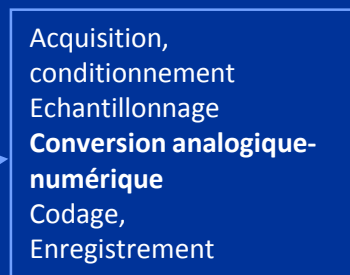 Acquisition,
conditionnement
Echantillonnage
Conversion analogique-
numérique
Codage,
Enregistrement